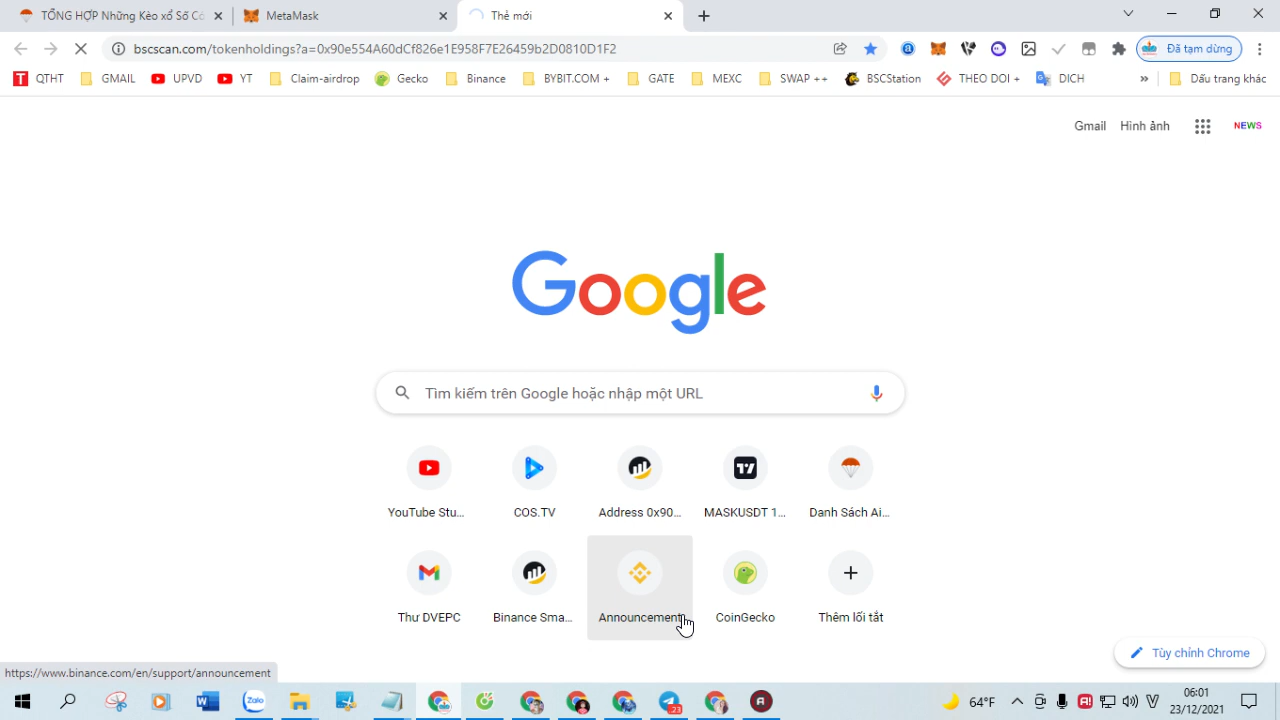 TỔNG HỢP Những Kèo xổ Số Cơ
MetaMask
Thẻ mới
bscscan.com/tokenholdings?a=0x90e554A60dCf826e1E958F7E26459b2D0810D1F2
Đã tạm dừng
QTHT
GMAIL
UPVD
YT
Claim-airdrop
Gecko
Binance
BYBIT.COM +
GATE
MEXC
SWAP ++
BSCStation
THEO DOI +
DICH
»
Dấu trang khác
Gmail
Hình ảnh
NEWS
Google
Tìm kiếm trên Google hoặc nhập một URL
YouTube Stu...
COS.TV
Address 0x90...
MASKUSDT 1...
Danh Sách Ai...
Thư DVEPC
Binance Sma...
Announcement
CoinGecko
Thêm lối tắt
Tùy chỉnh Chrome
https://www.binance.com/en/support/announcement
Zalo
23
64°F
06:01
23/12/2021